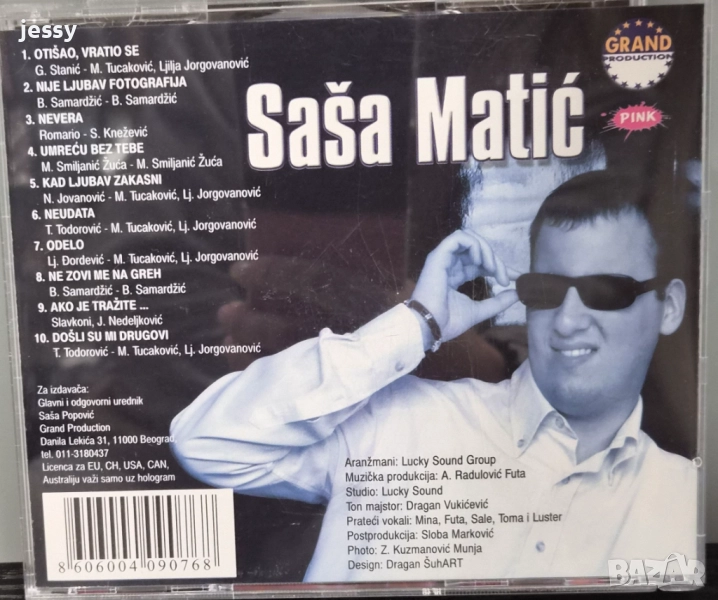 jessy
1. OTIŠAO, VRATIO SE
G. Stanić - M. Tucaković, Ljilja Jorgovanović
2. NIJE LJUBAV FOTOGRAFIJA
B. Samardžić - B. Samardžić
3. NEVERA
Romario - S. Knežević
4. UMREĆU BEZ TEBE
M. Smiljanić Žuća - M. Smiljanić Žuća
5. KAD LJUBAV ZAKASNI
N. Jovanović - M. Tucaković, Lj. Jorgovanović
6. NEUDATA
T. Todorović - M. Tucaković, Lj. Jorgovanović
7. ODELO
Lj. Đorđević - M. Tucaković, Lj. Jorgovanović
8. NE ZOVI ME NA GREH
B. Samardžić - B. Samardžić
9. AKO JE TRAŽITE ...
Slavkoni, J. Nedeljković
10. DOŠLI SU MI DRUGOVI
T. Todorović - M. Tucaković, Lj. Jorgovanović
GRAND
PRODUCTION
PINK
Saša Matić
Za izdavača:
Glavni i odgovorni urednik
Saša Popović
Grand Production
Danila Lekića 31, 11000 Beograd,
tel. 011-3180437
Licenca za EU, CH, USA, CAN,
Australiju važi samo uz hologram
8 606004 090768
Aranžmani: Lucky Sound Group
Muzička produkcija: A. Radulović Futa
Studio: Lucky Sound
Ton majstor: Dragan Vukićević
Prateći vokali: Mina, Futa, Sale, Toma i Luster
Postprodukcija: Sloba Marković
Photo: Z. Kuzmanović Munja
Design: Dragan ŠuhART
BAZAR